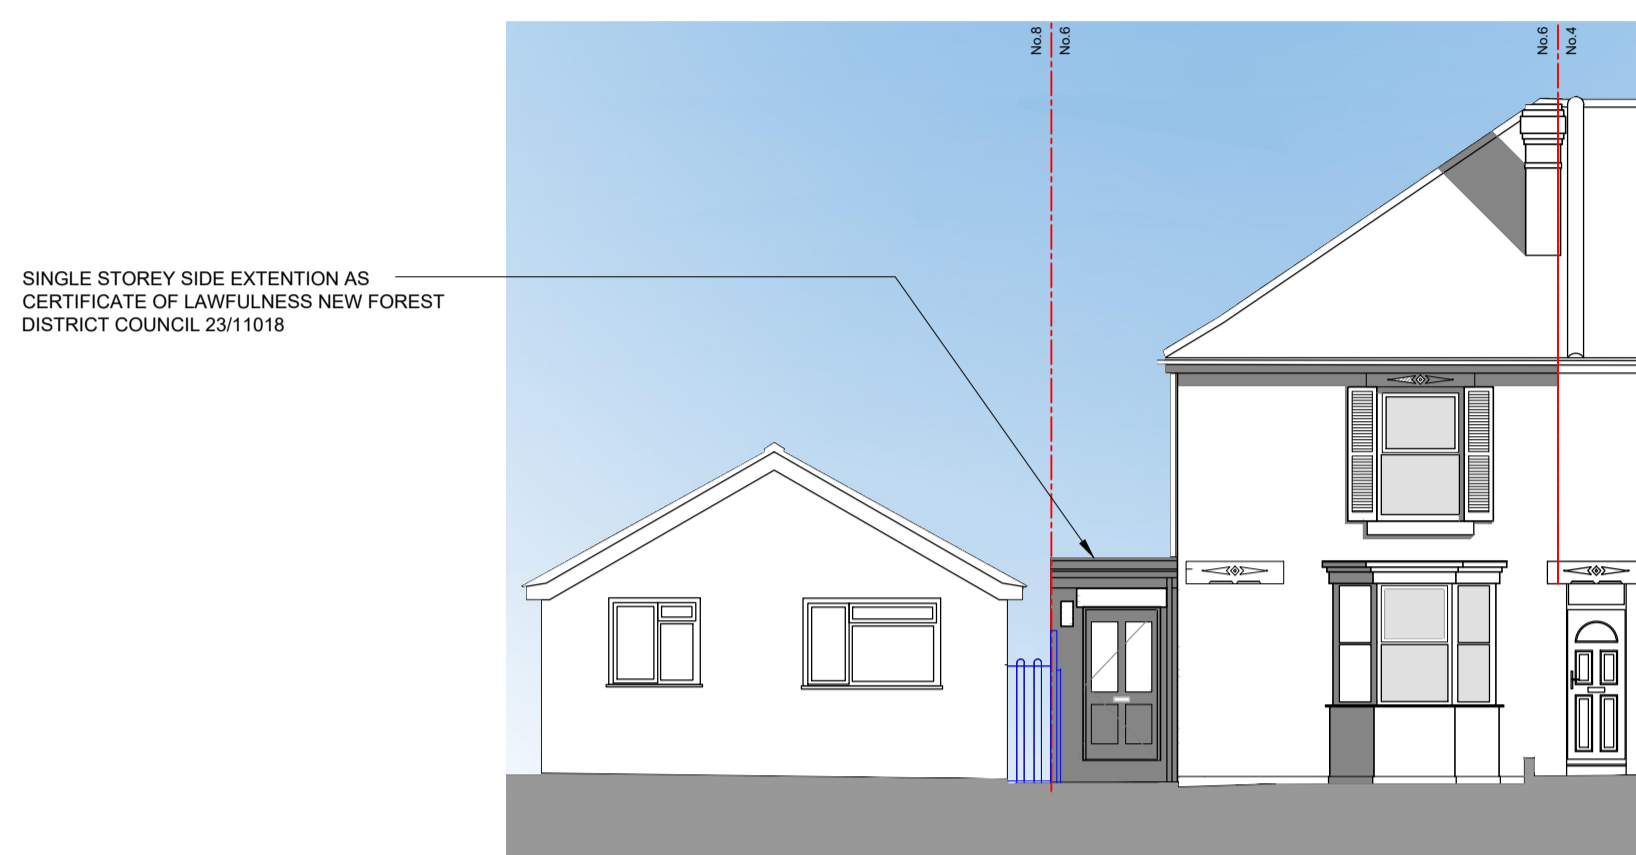 No.8
No.6
No.6
No.4
SINGLE STOREY SIDE EXTENTION AS
CERTIFICATE OF LAWFULNESS NEW FOREST
DISTRICT COUNCIL 23/11018